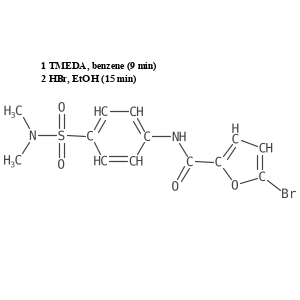 1 TMEDA, benzene (9 min)
2 HBr, EtOH (15 min)
H₃C O HC CH
N S C C NH HC CH
H₃C O HC CH C C C
O O Br